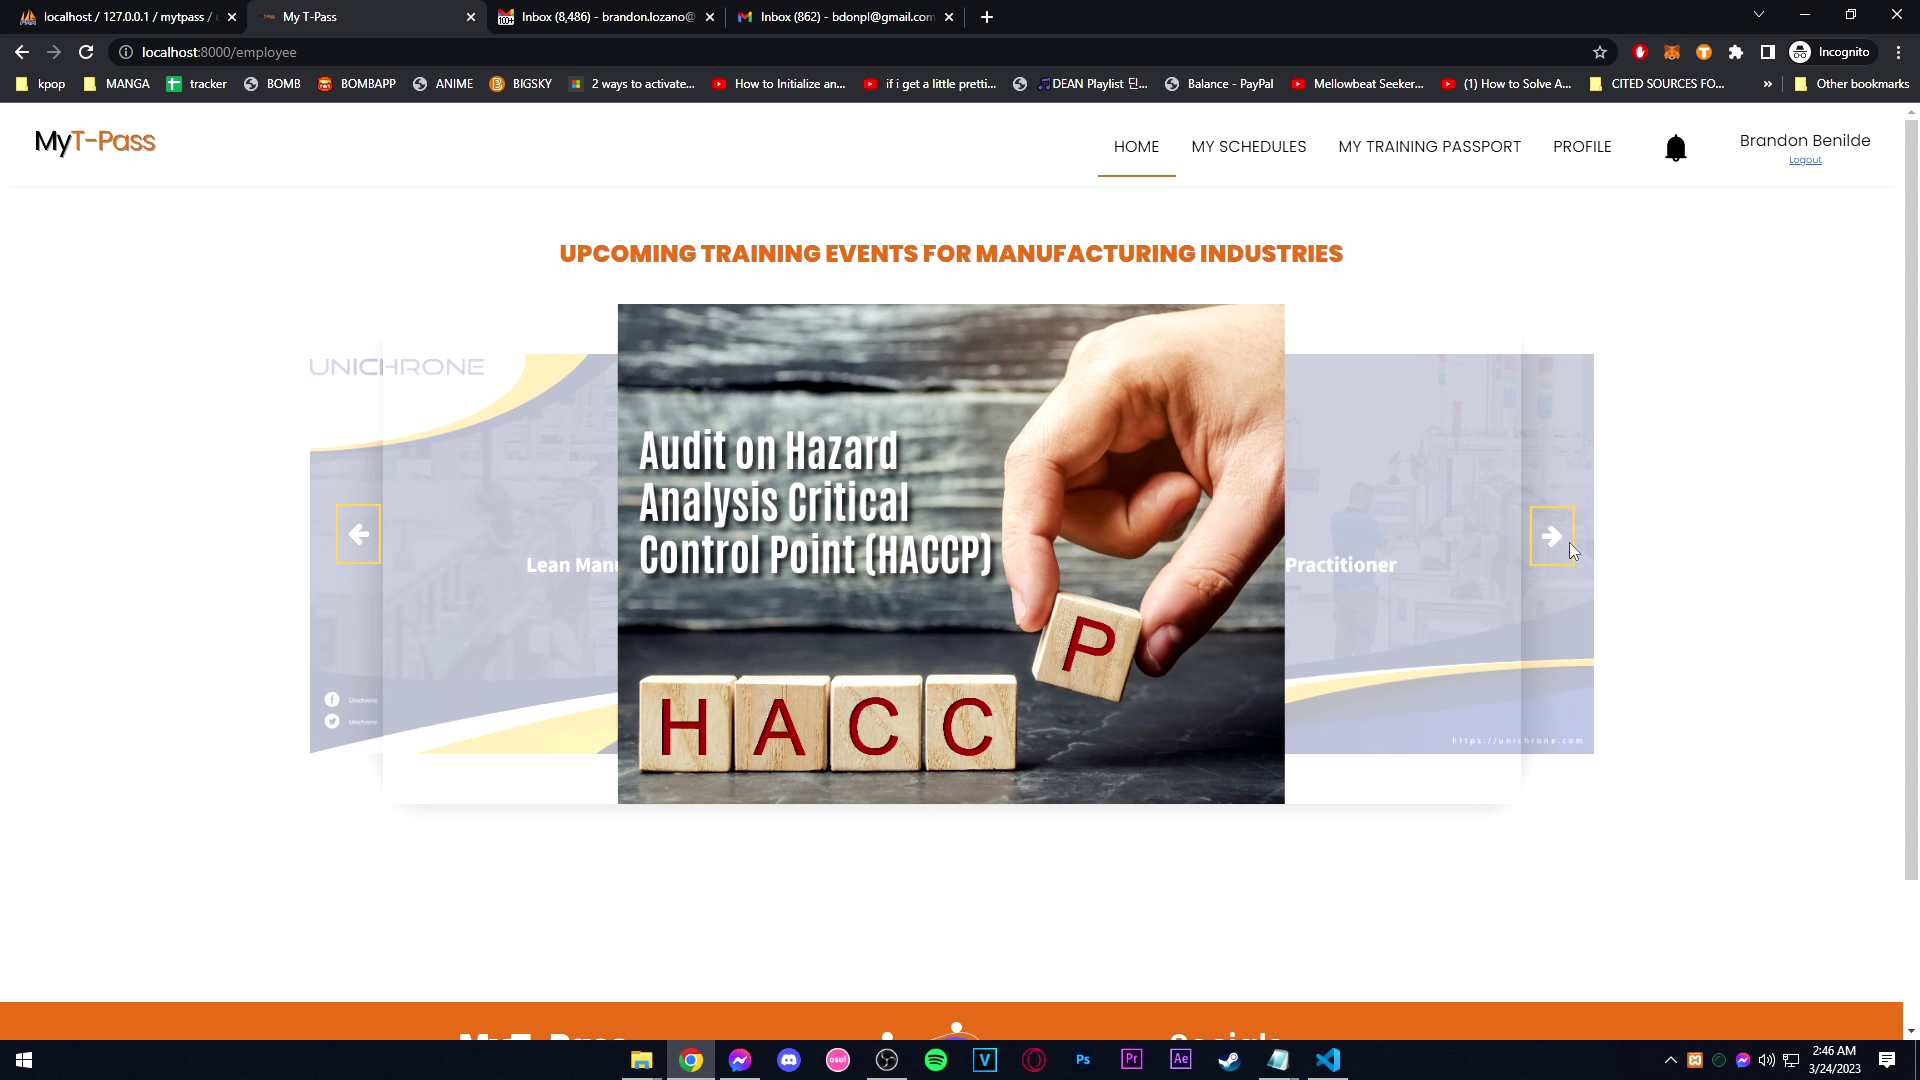 localhost / 127.0.0.1 / mytpass /
My T-Pass
Inbox (8,486) - brandon.lozano@
Inbox (862) - bdonpl@gmail.com
localhost:8000/employee
Incognito
kpop
MANGA
tracker
BOMB
BOMBAPP
ANIME
BIGSKY
2 ways to activate...
How to Initialize an...
if i get a little pretti...
DEAN Playlist 딘...
Balance - PayPal
Mellowbeat Seeker...
(1) How to Solve A...
CITED SOURCES FO...
Other bookmarks
MyT-Pass
HOME
MY SCHEDULES
MY TRAINING PASSPORT
PROFILE
Brandon Benilde
Logout
UPCOMING TRAINING EVENTS FOR MANUFACTURING INDUSTRIES
UNICHRONE
Audit on Hazard
Analysis Critical
Control Point (HACCP)
Lean Manu
Practitioner
H A C C P
Unichrone
Unichrone
https://unichrone.com
2:46 AM
3/24/2023